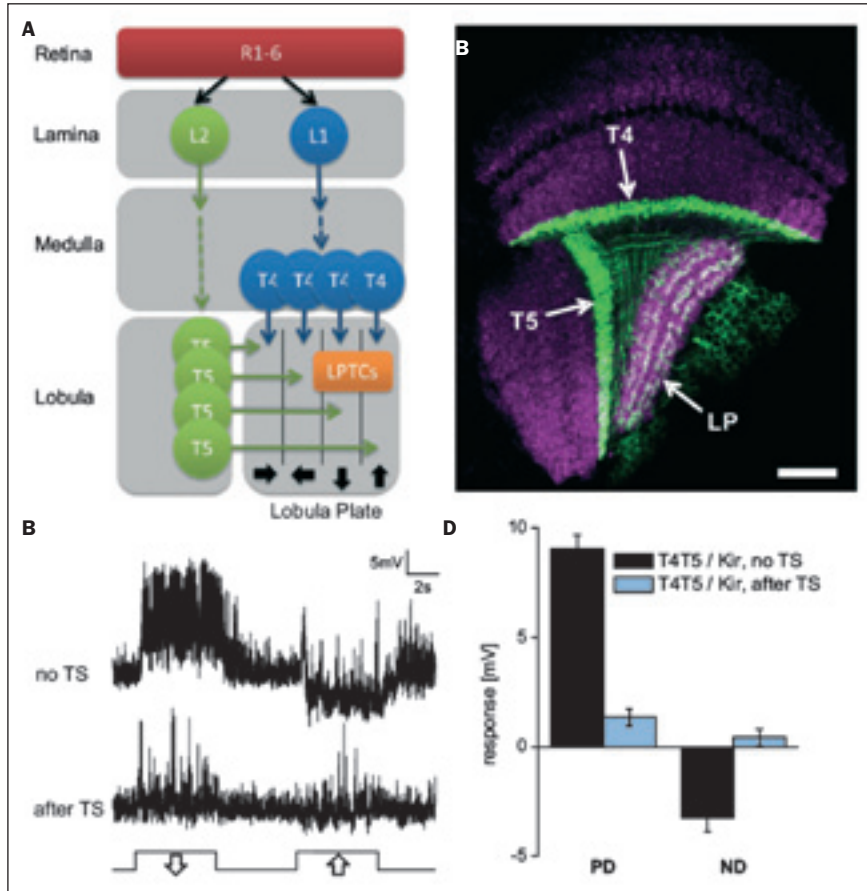 A
Retina
R1-6
Lamina
L2
L1
Medulla
T4
T4
T4
T4
Lobula
T5
T5
T5
T5
LPTCs
Lobula Plate
B
T4
T5
LP
B
5mV
2s
no TS
after TS
D
10
5
0
-5
response [mV]
T4T5 / Kir, no TS
T4T5 / Kir, after TS
PD
ND